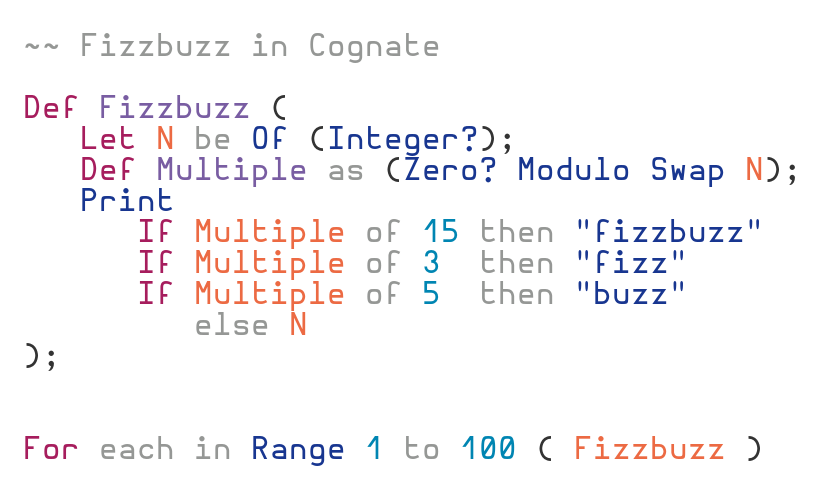 ~~ Fizzbuzz in Cognate
Def Fizzbuzz (
Let N be Of (Integer?);
Def Multiple as (Zero? Modulo Swap N);
Print
If Multiple of 15 then "fizzbuzz"
If Multiple of 3 then "fizz"
If Multiple of 5 then "buzz"
else N
);
For each in Range 1 to 100 ( Fizzbuzz )